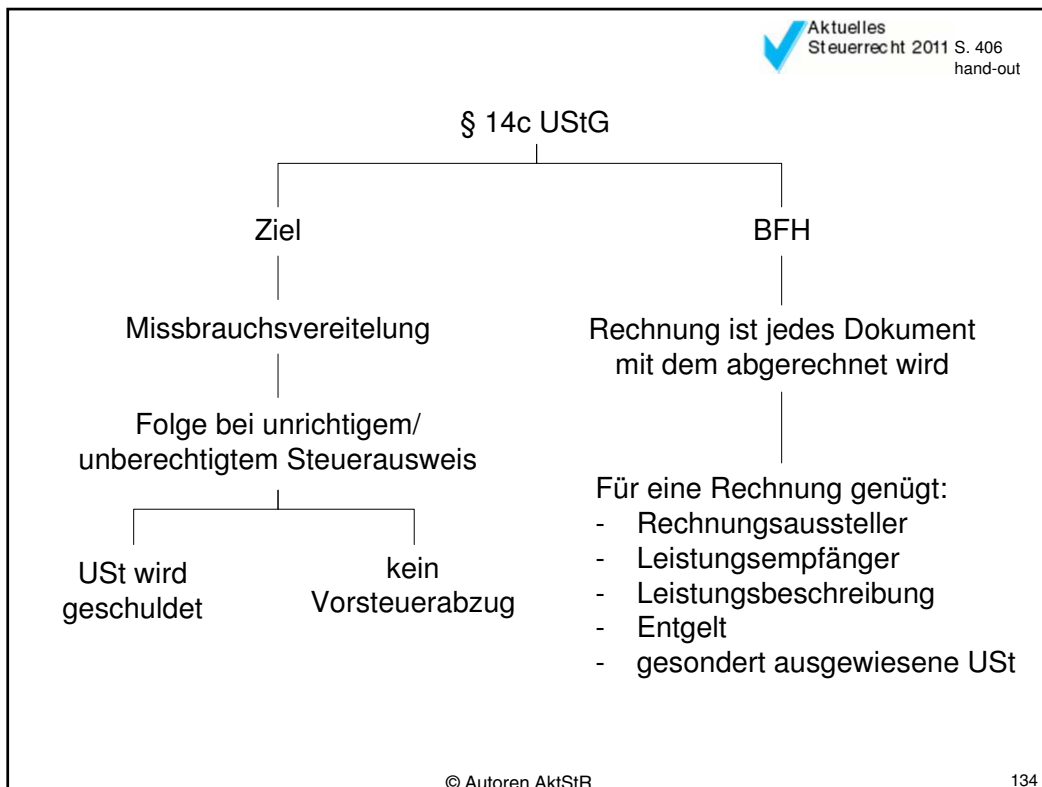 Aktuelles
Steuerrecht 2011 S. 406
hand-out
§ 14c UStG
Ziel
Missbrauchsvereitelung
Folge bei unrichtigem/
unberechtigtem Steuerausweis
USt wird
geschuldet
kein
Vorsteuerabzug
BFH
Rechnung ist jedes Dokument
mit dem abgerechnet wird
Für eine Rechnung genügt:
- Rechnungsaussteller
- Leistungsempfänger
- Leistungsbeschreibung
- Entgelt
- gesondert ausgewiesene USt
© Autoren AktStR
134